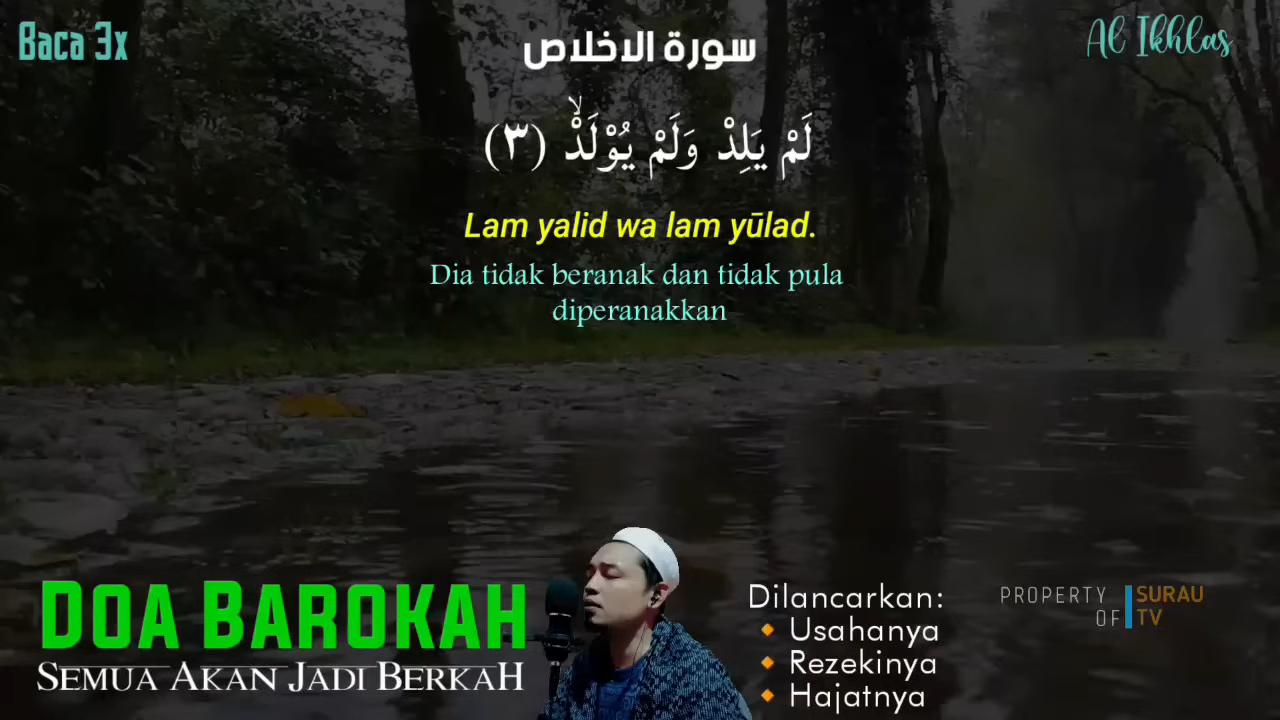 Baca 3x
سورة الاخلاص
Al Ikhlas
لَمْ يَلِدْ وَلَمْ يُوْلَدْۙ (٣)
Lam yalid wa lam yūlad.
Dia tidak beranak dan tidak pula
diperanakkan
DOA BAROKAH
SEMUA AKAN JADI BERKAH
Dilancarkan:
🔸 Usahanya
🔸 Rezekinya
🔸 Hajatnya
PROPERTY OF
SURAU TV